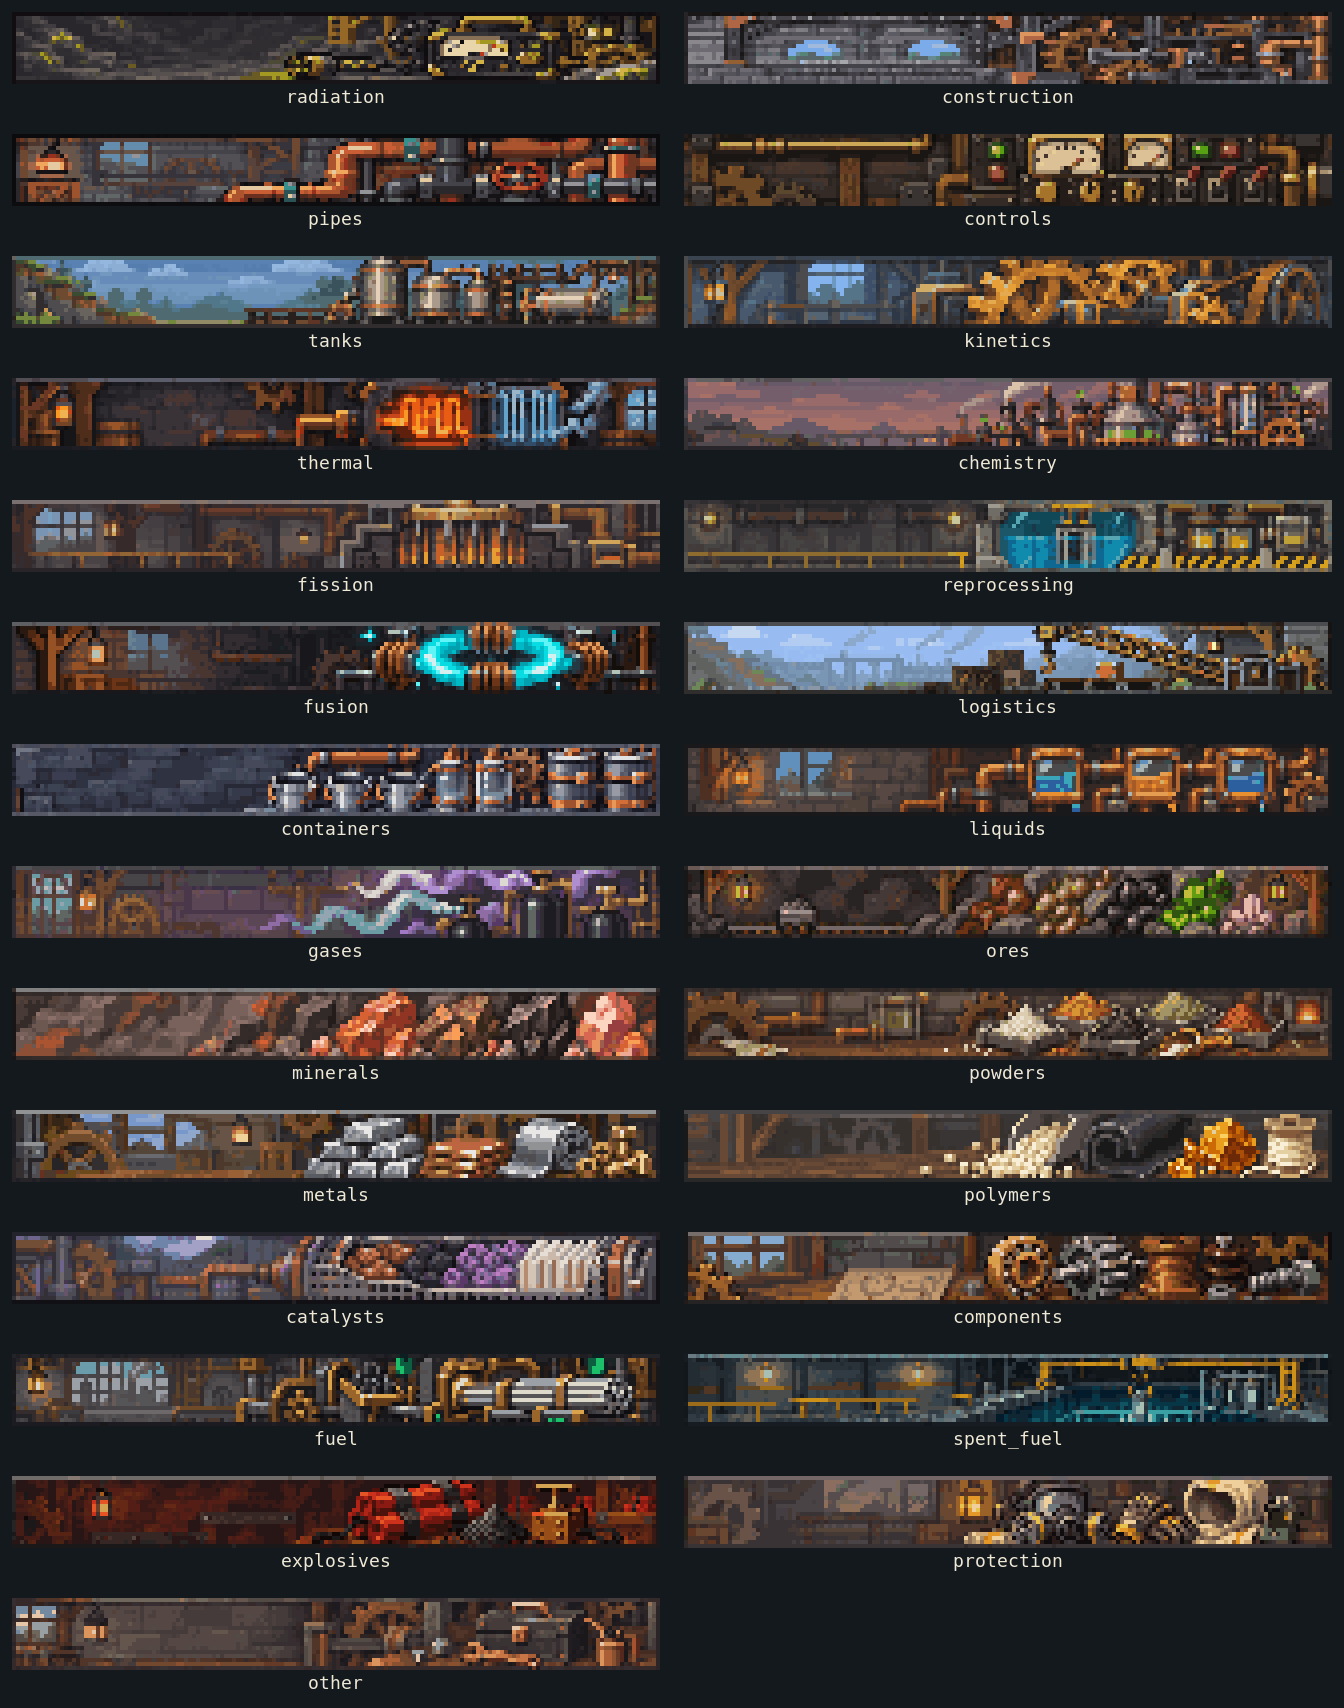 radiation
construction
pipes
controls
tanks
kinetics
thermal
chemistry
fission
reprocessing
fusion
logistics
containers
liquids
gases
ores
minerals
powders
metals
polymers
catalysts
components
fuel
spent_fuel
explosives
protection
other